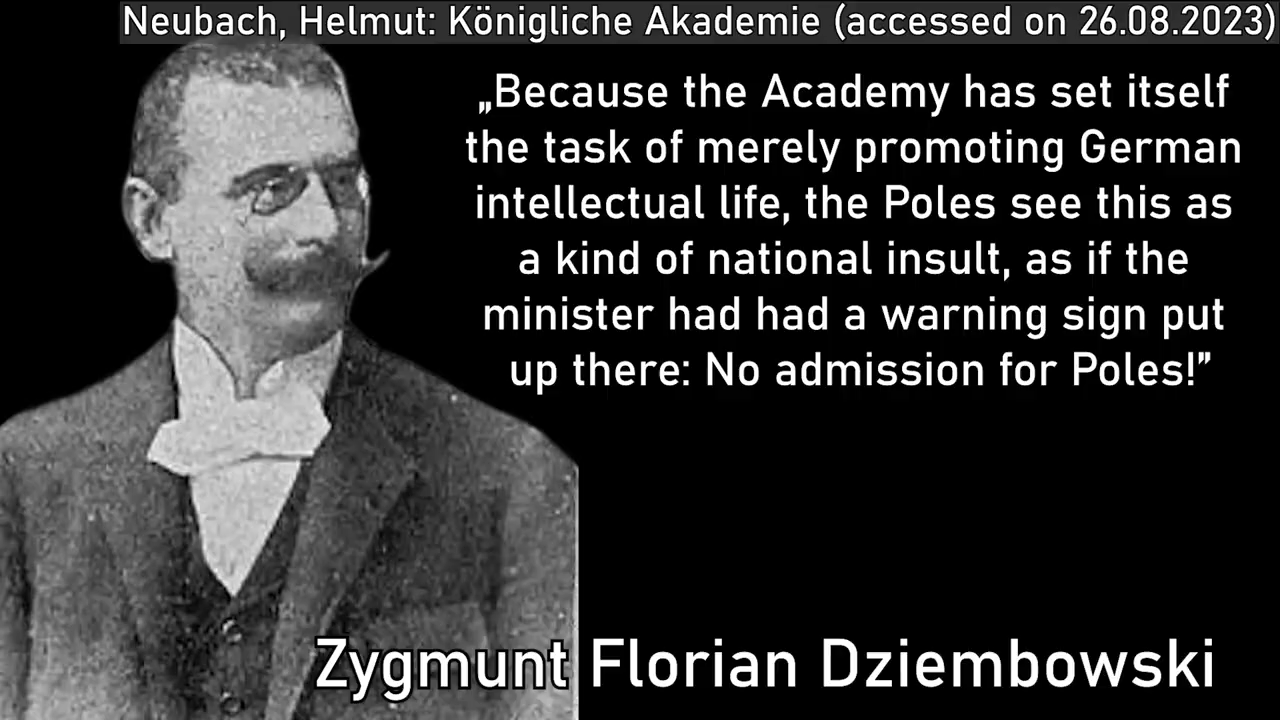 Neubach, Helmut: Königliche Akademie (accessed on 26.08.2023)
„Because the Academy has set itself
the task of merely promoting German
intellectual life, the Poles see this as
a kind of national insult, as if the
minister had had a warning sign put
up there: No admission for Poles!”
Zygmunt Florian Dziembowski